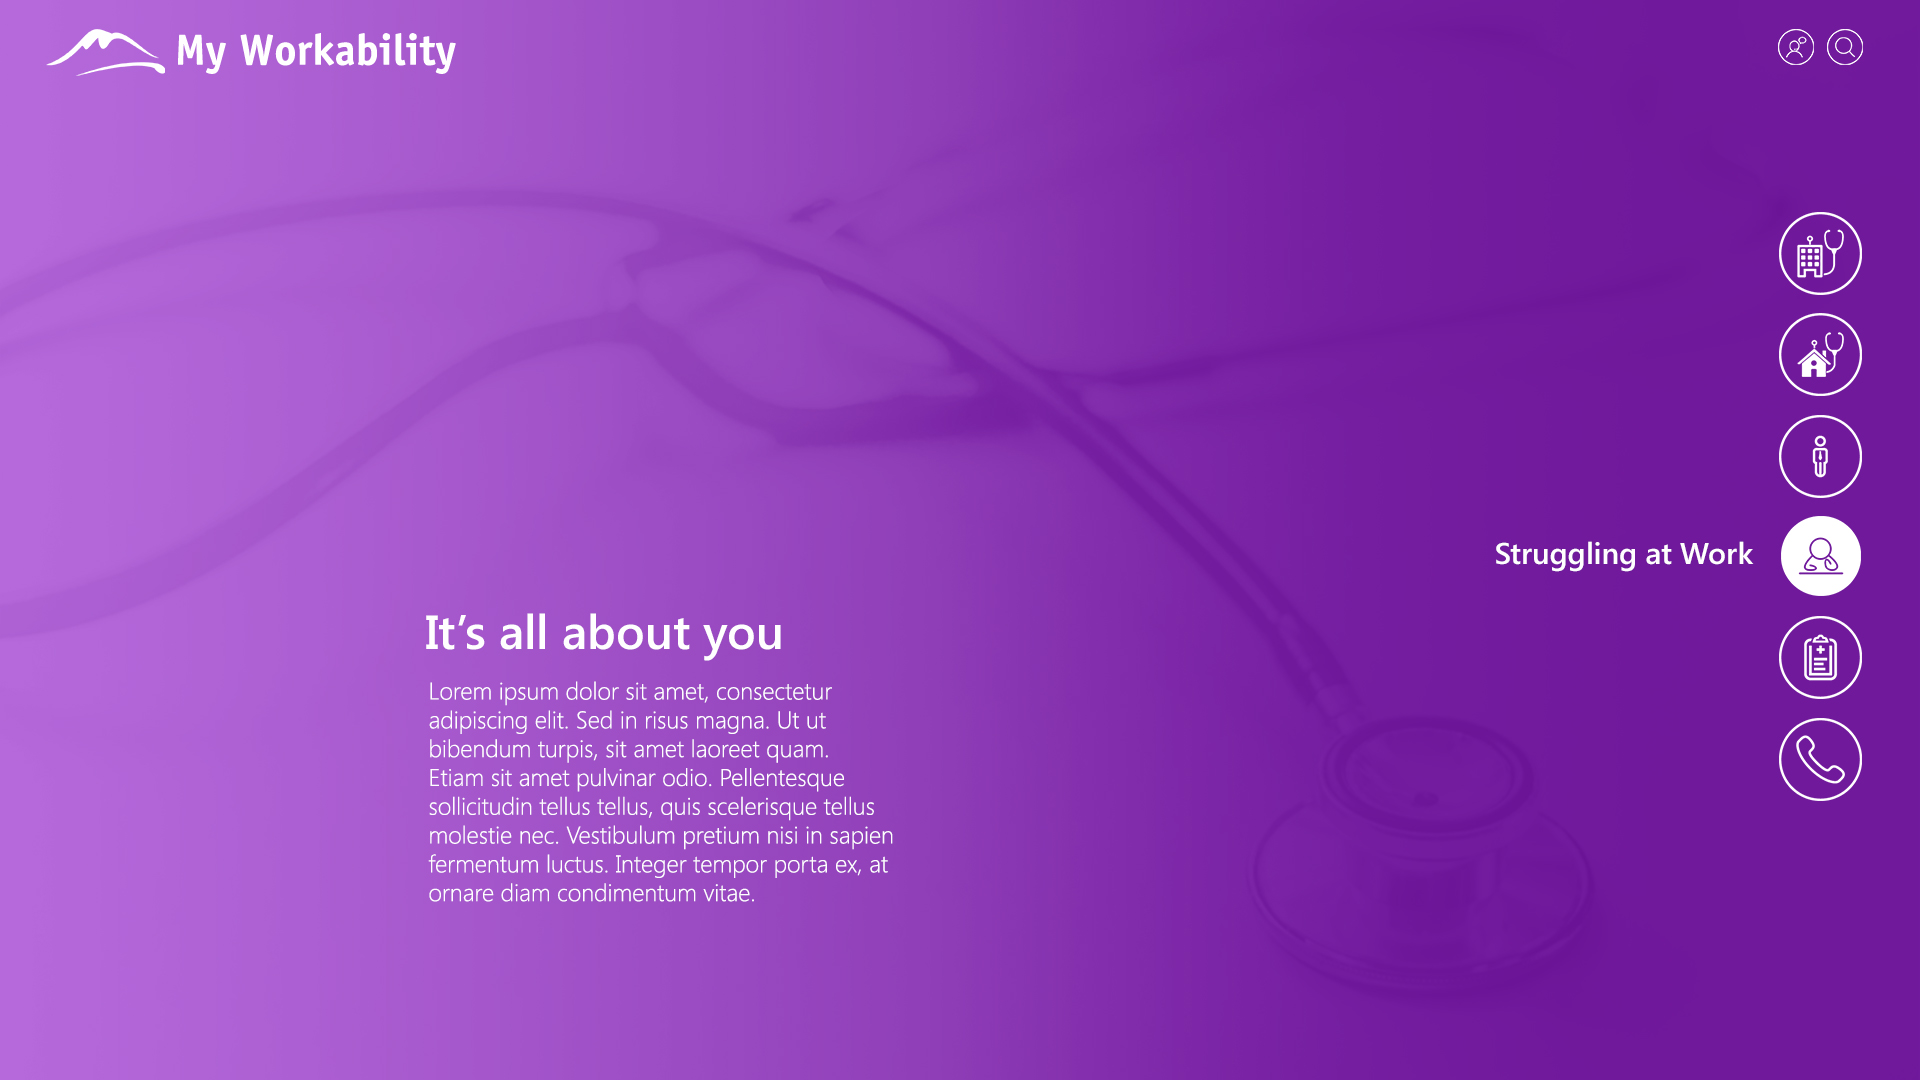 My Workability
Struggling at Work
It’s all about you
Lorem ipsum dolor sit amet, consectetur
adipiscing elit. Sed in risus magna. Ut ut
bibendum turpis, sit amet laoreet quam.
Etiam sit amet pulvinar odio. Pellentesque
sollicitudin tellus tellus, quis scelerisque tellus
molestie nec. Vestibulum pretium nisi in sapien
fermentum luctus. Integer tempor porta ex, at
ornare diam condimentum vitae.